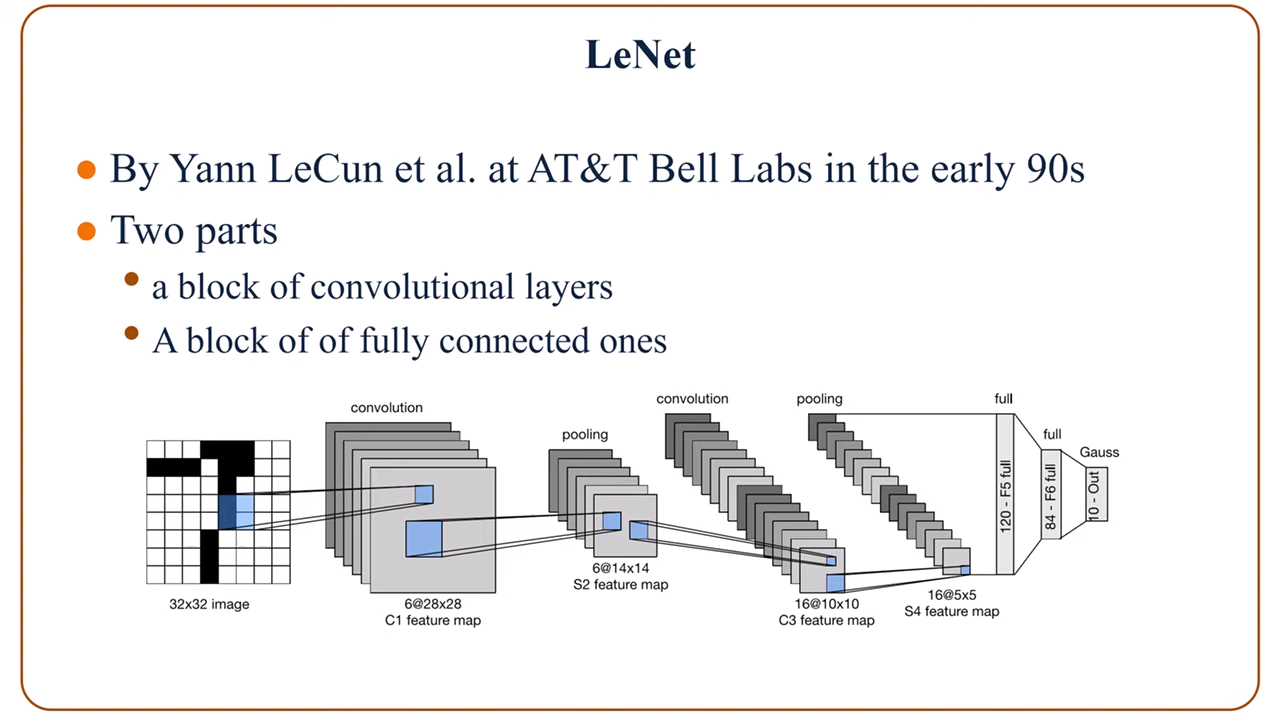 LeNet
By Yann LeCun et al. at AT&T Bell Labs in the early 90s
Two parts
a block of convolutional layers
A block of of fully connected ones
convolution
pooling
convolution
pooling
full
full
Gauss
120 - F5 full
84 - F6 full
10 - Out
32x32 image
6@28x28
C1 feature map
6@14x14
S2 feature map
16@10x10
C3 feature map
16@5x5
S4 feature map